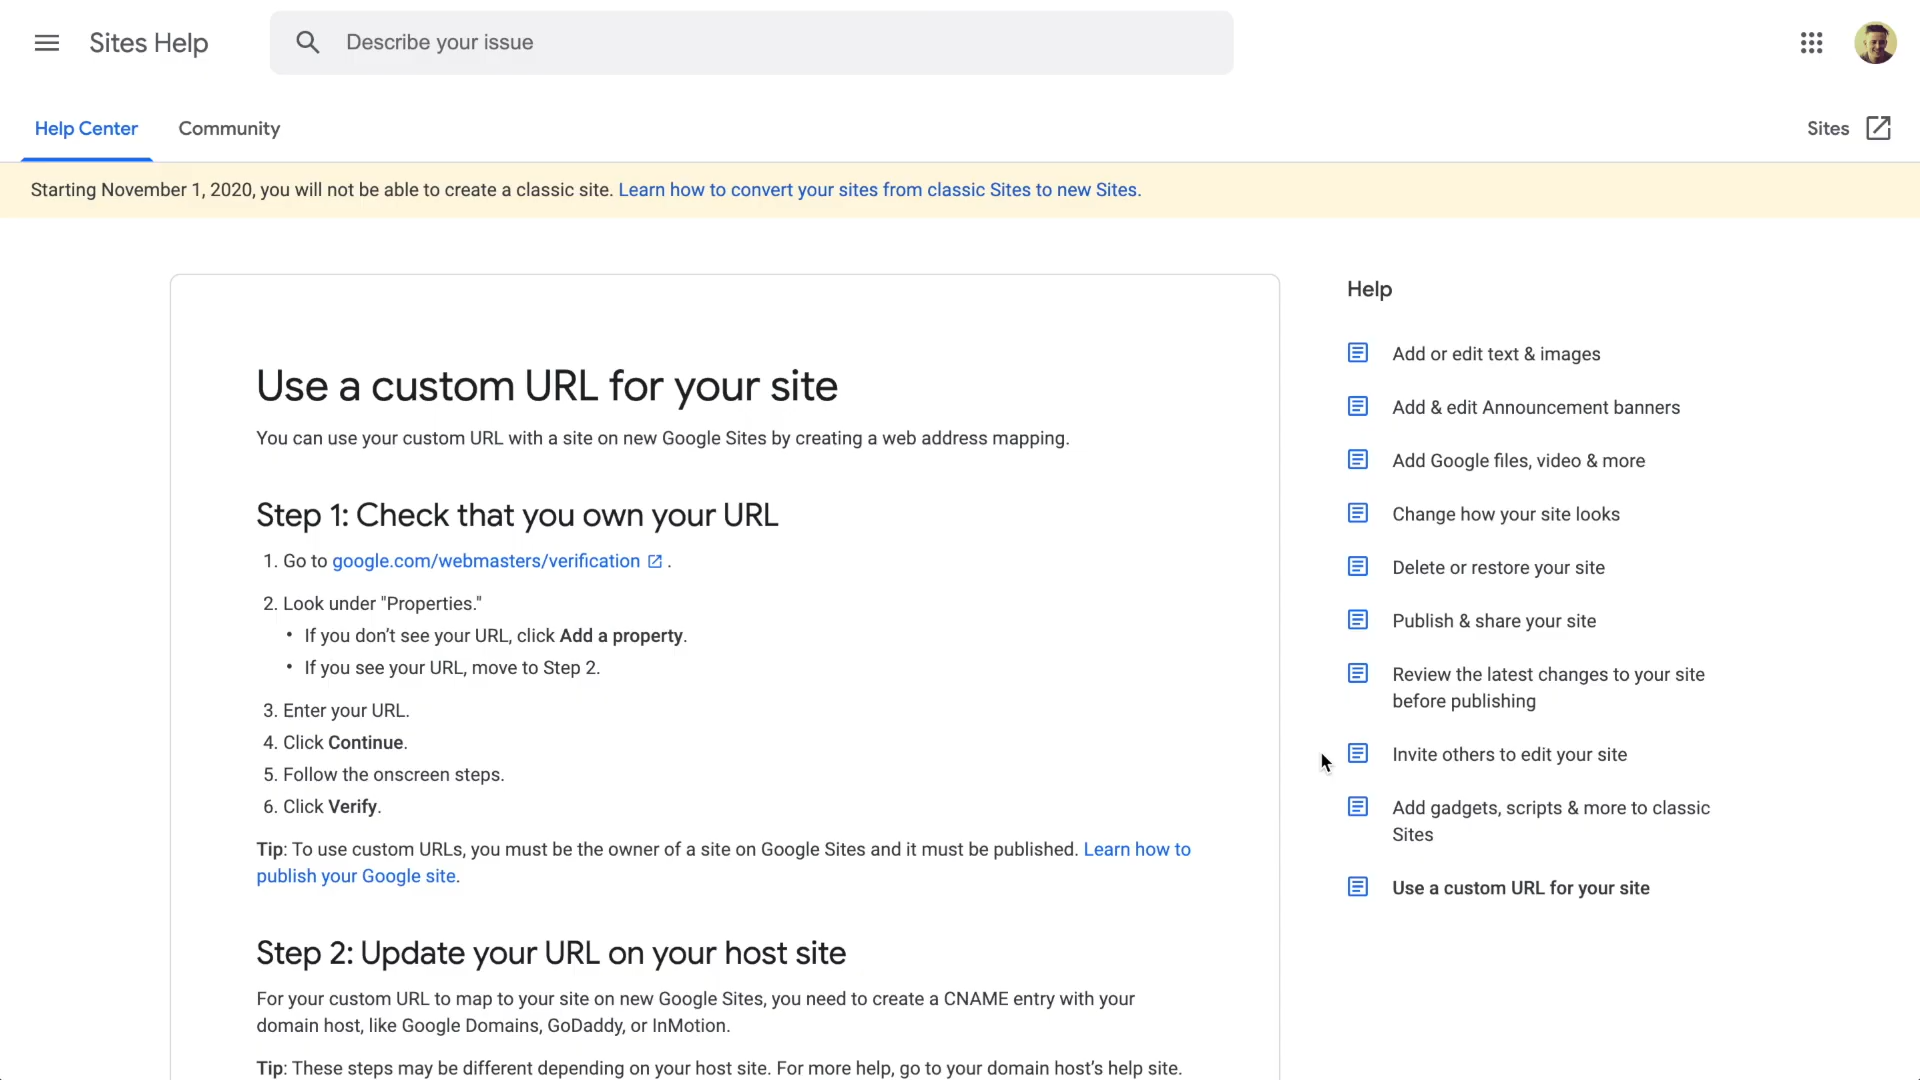 Sites Help
Describe your issue
Help Center
Community
Sites
Starting November 1, 2020, you will not be able to create a classic site. Learn how to convert your sites from classic Sites to new Sites.
Use a custom URL for your site
You can use your custom URL with a site on new Google Sites by creating a web address mapping.
Step 1: Check that you own your URL
1. Go to google.com/webmasters/verification .
2. Look under "Properties."
• If you don’t see your URL, click Add a property.
• If you see your URL, move to Step 2.
3. Enter your URL.
4. Click Continue.
5. Follow the onscreen steps.
6. Click Verify.
Tip: To use custom URLs, you must be the owner of a site on Google Sites and it must be published. Learn how to
publish your Google site.
Step 2: Update your URL on your host site
For your custom URL to map to your site on new Google Sites, you need to create a CNAME entry with your
domain host, like Google Domains, GoDaddy, or InMotion.
Tip: These steps may be different depending on your host site. For more help, go to your domain host’s help site.
Help
Add or edit text & images
Add & edit Announcement banners
Add Google files, video & more
Change how your site looks
Delete or restore your site
Publish & share your site
Review the latest changes to your site
before publishing
Invite others to edit your site
Add gadgets, scripts & more to classic
Sites
Use a custom URL for your site